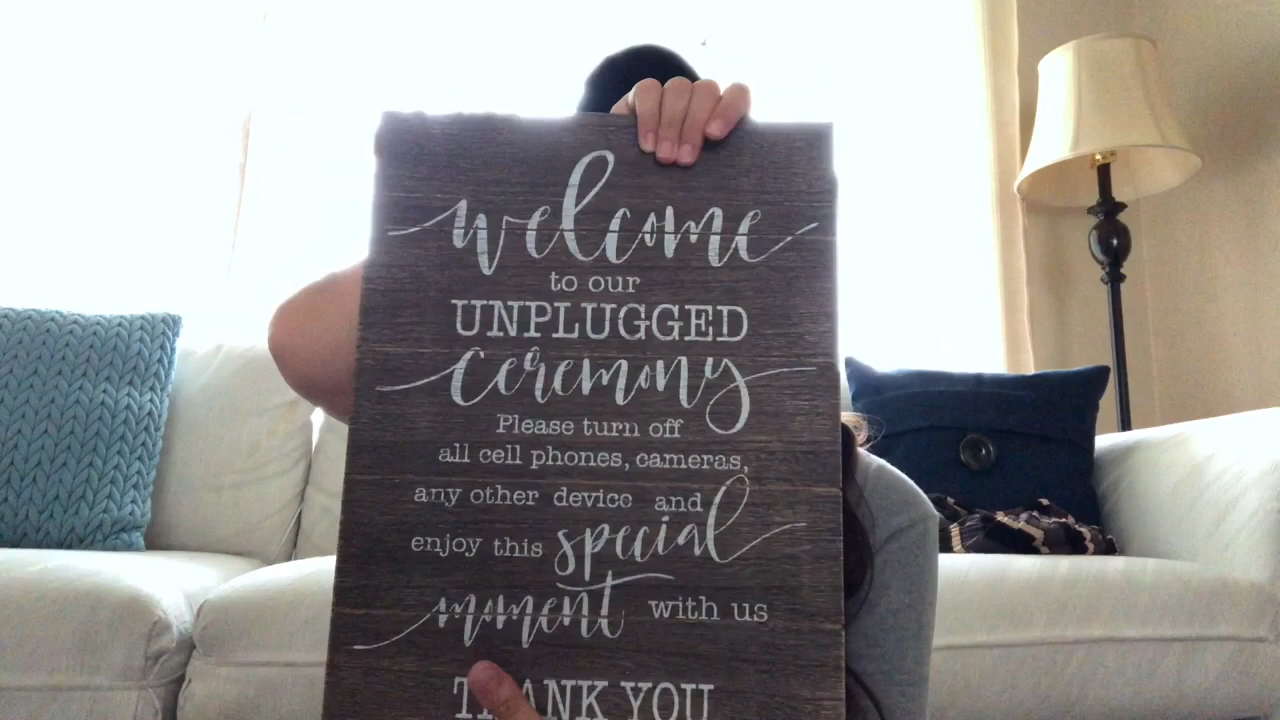 welcome
to our
UNPLUGGED
ceremony
Please turn off
all cell phones, cameras,
any other device and
enjoy this special
moment with us
THANK YOU